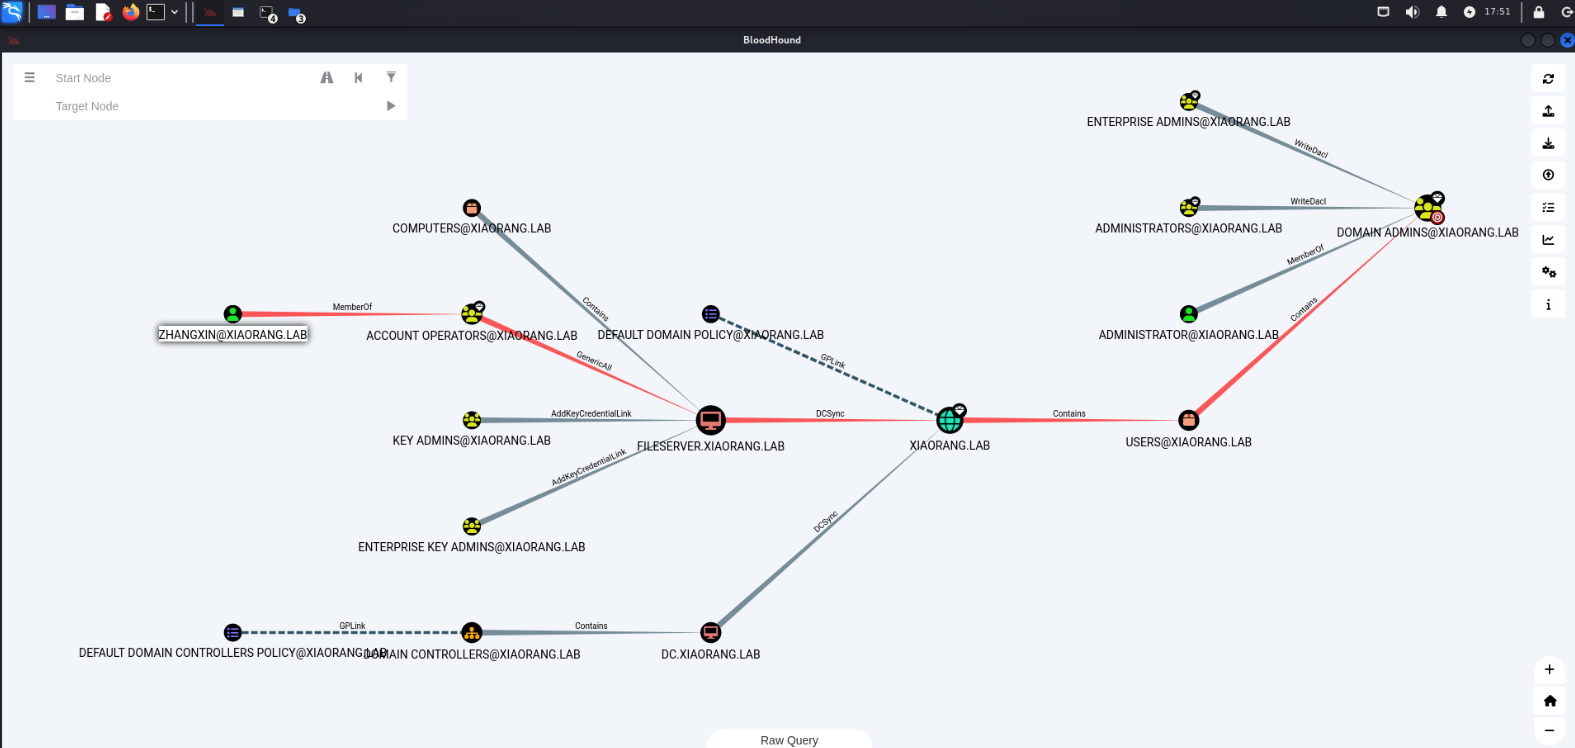 4
3
17:51
BloodHound
Start Node
Target Node
ENTERPRISE ADMINS@XIAORANG.LAB
WriteDacl
COMPUTERS@XIAORANG.LAB
WriteDacl
ADMINISTRATORS@XIAORANG.LAB
DOMAIN ADMINS@XIAORANG.LAB
MemberOf
Contains
MemberOf
Contains
ZHANGXIN@XIAORANG.LAB
ACCOUNT OPERATORS@XIAORANG.LAB
DEFAULT DOMAIN POLICY@XIAORANG.LAB
ADMINISTRATOR@XIAORANG.LAB
GenericAll
GPLink
AddKeyCredentialLink
DCSync
Contains
KEY ADMINS@XIAORANG.LAB
FILESERVER.XIAORANG.LAB
XIAORANG.LAB
USERS@XIAORANG.LAB
AddKeyCredentialLink
ENTERPRISE KEY ADMINS@XIAORANG.LAB
DCSync
GPLink
Contains
DEFAULT DOMAIN CONTROLLERS POLICY@XIAORANG.LAB
DOMAIN CONTROLLERS@XIAORANG.LAB
DC.XIAORANG.LAB
Raw Query